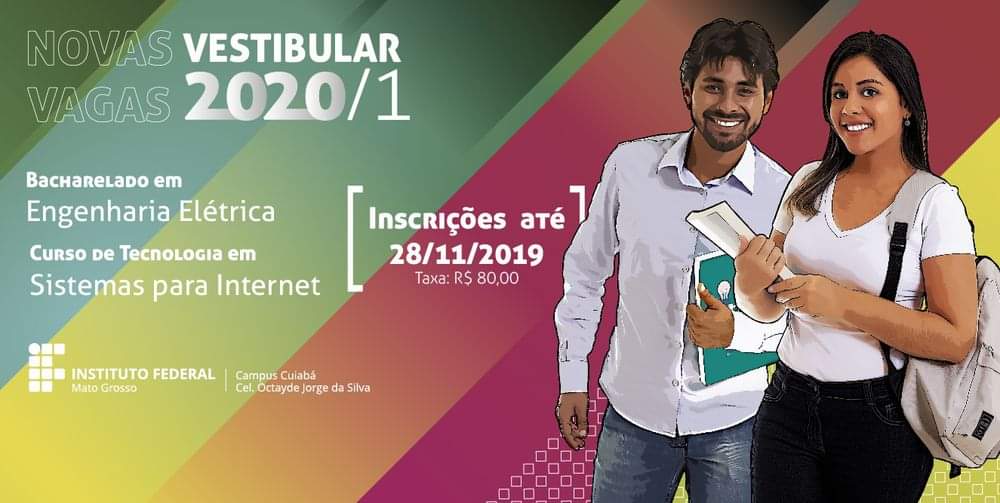 NOVAS VESTIBULAR
VAGAS 2020/1
Bacharelado em
Engenharia Elétrica
Curso de Tecnologia em
Sistemas para Internet
Inscrições até
28/11/2019
Taxa: R$ 80,00
INSTITUTO FEDERAL
Mato Grosso
Campus Cuiabá
Cel. Octayde Jorge da Silva